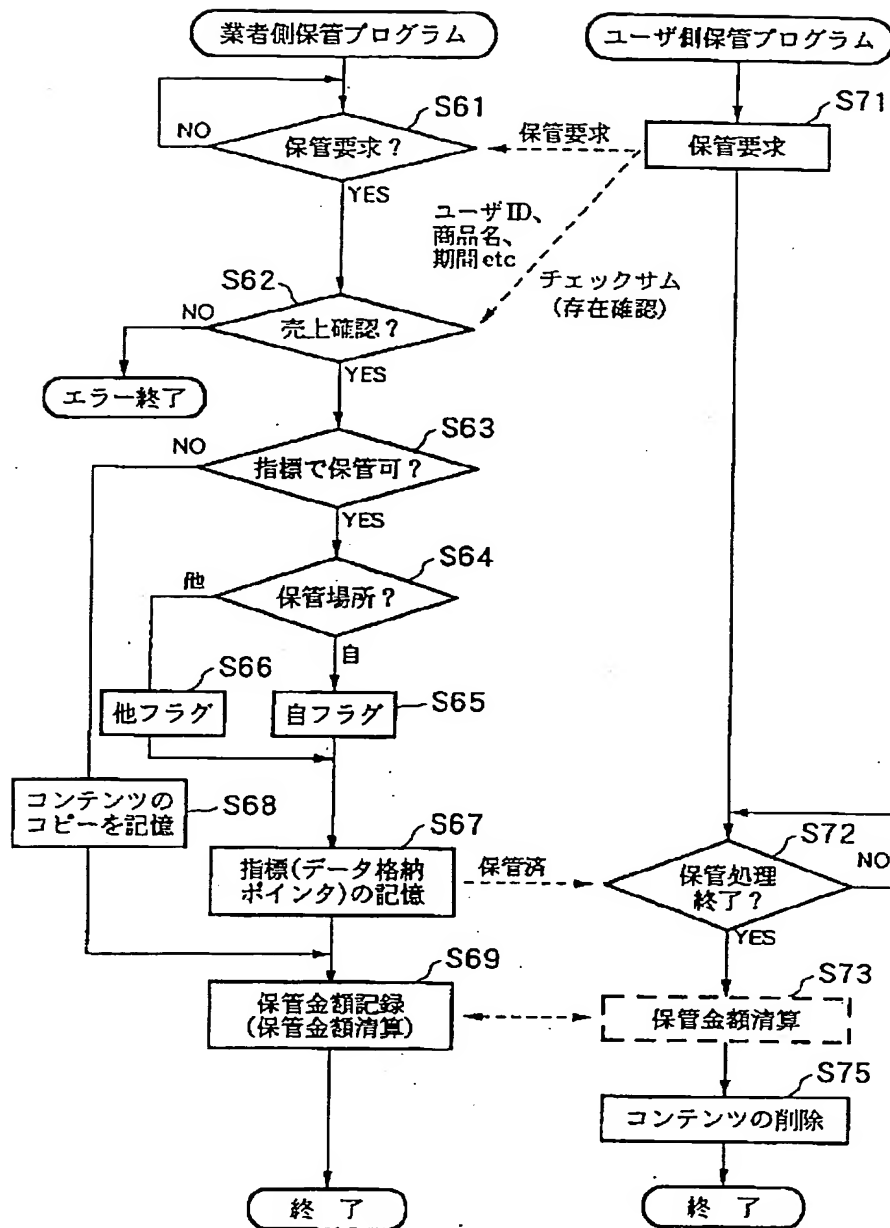 業者側保管プログラム
ユーザ側保管プログラム
S61
S71
NO
保管要求？
保管要求
保管要求
YES
ユーザID、
商品名、
期間etc
チェックサム
(存在確認)
S62
NO
売上確認？
YES
エラー終了
S63
NO
指標で保管可？
YES
S64
他
保管場所？
自
S66
他フラグ
自フラグ
S65
コンテンツの
コピーを記憶
S68
S67
指標(データ格納
ポインタ)の記憶
保管済
S72
保管処理
終了？
NO
YES
S69
保管金額記録
(保管金額清算)
S73
保管金額清算
S75
コンテンツの削除
終了
終了